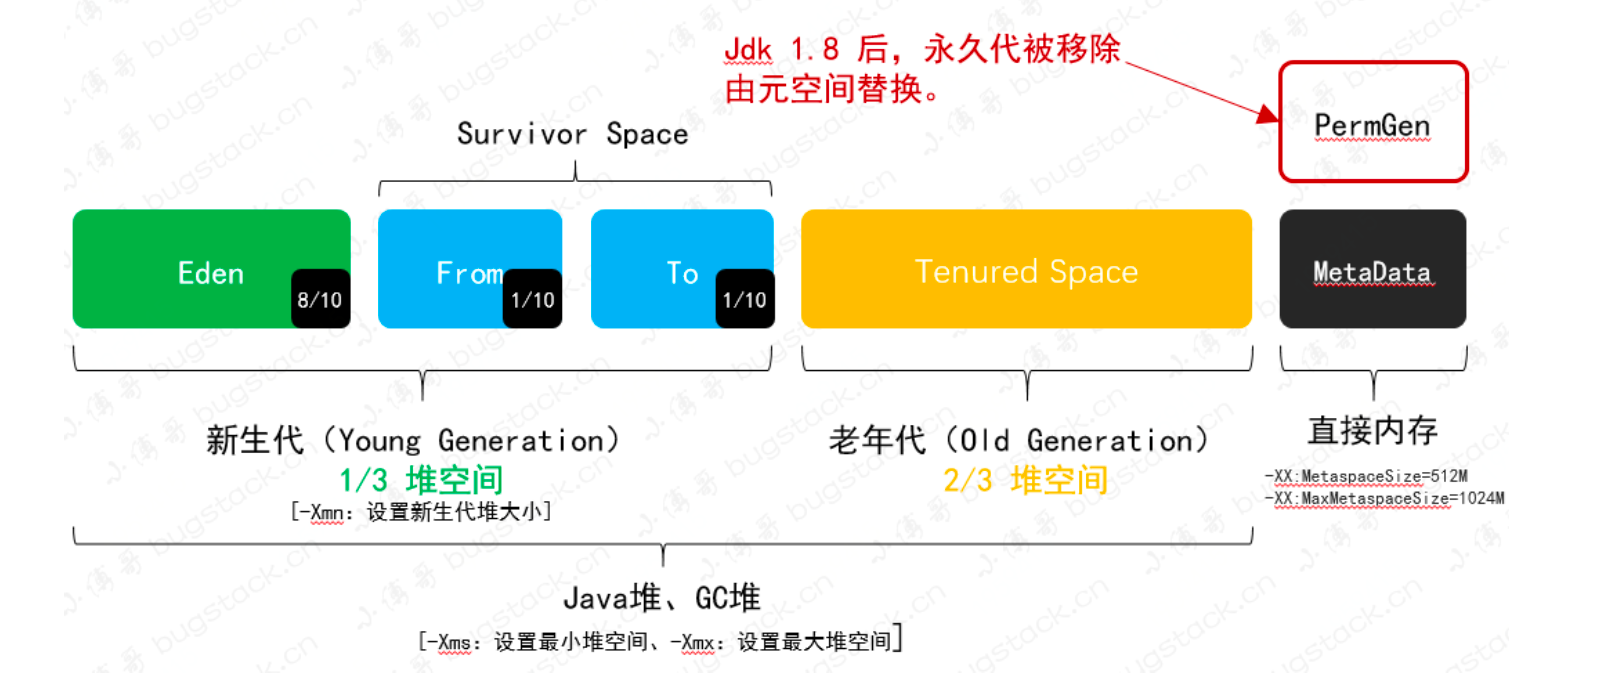 Jdk 1.8 后，永久代被移除
由元空间替换。
PermGen
Survivor Space
Eden
8/10
From
1/10
To
1/10
Tenured Space
MetaData
新生代（Young Generation）
1/3 堆空间
[-Xmn：设置新生代堆大小]
老年代（Old Generation）
2/3 堆空间
直接内存
-XX:MetaspaceSize=512M
-XX:MaxMetaspaceSize=1024M
Java堆、GC堆
[-Xms：设置最小堆空间、-Xmx：设置最大堆空间]
小傅哥 bugstack.cn